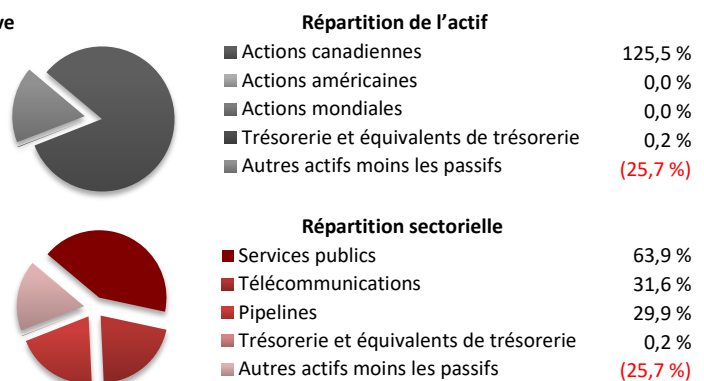 ve
Répartition de l'actif
Actions canadiennes 125,5 %
Actions américaines 0,0 %
Actions mondiales 0,0 %
Trésorerie et équivalents de trésorerie 0,2 %
Autres actifs moins les passifs (25,7 %)
Répartition sectorielle
Services publics 63,9 %
Télécommunications 31,6 %
Pipelines 29,9 %
Trésorerie et équivalents de trésorerie 0,2 %
Autres actifs moins les passifs (25,7 %)